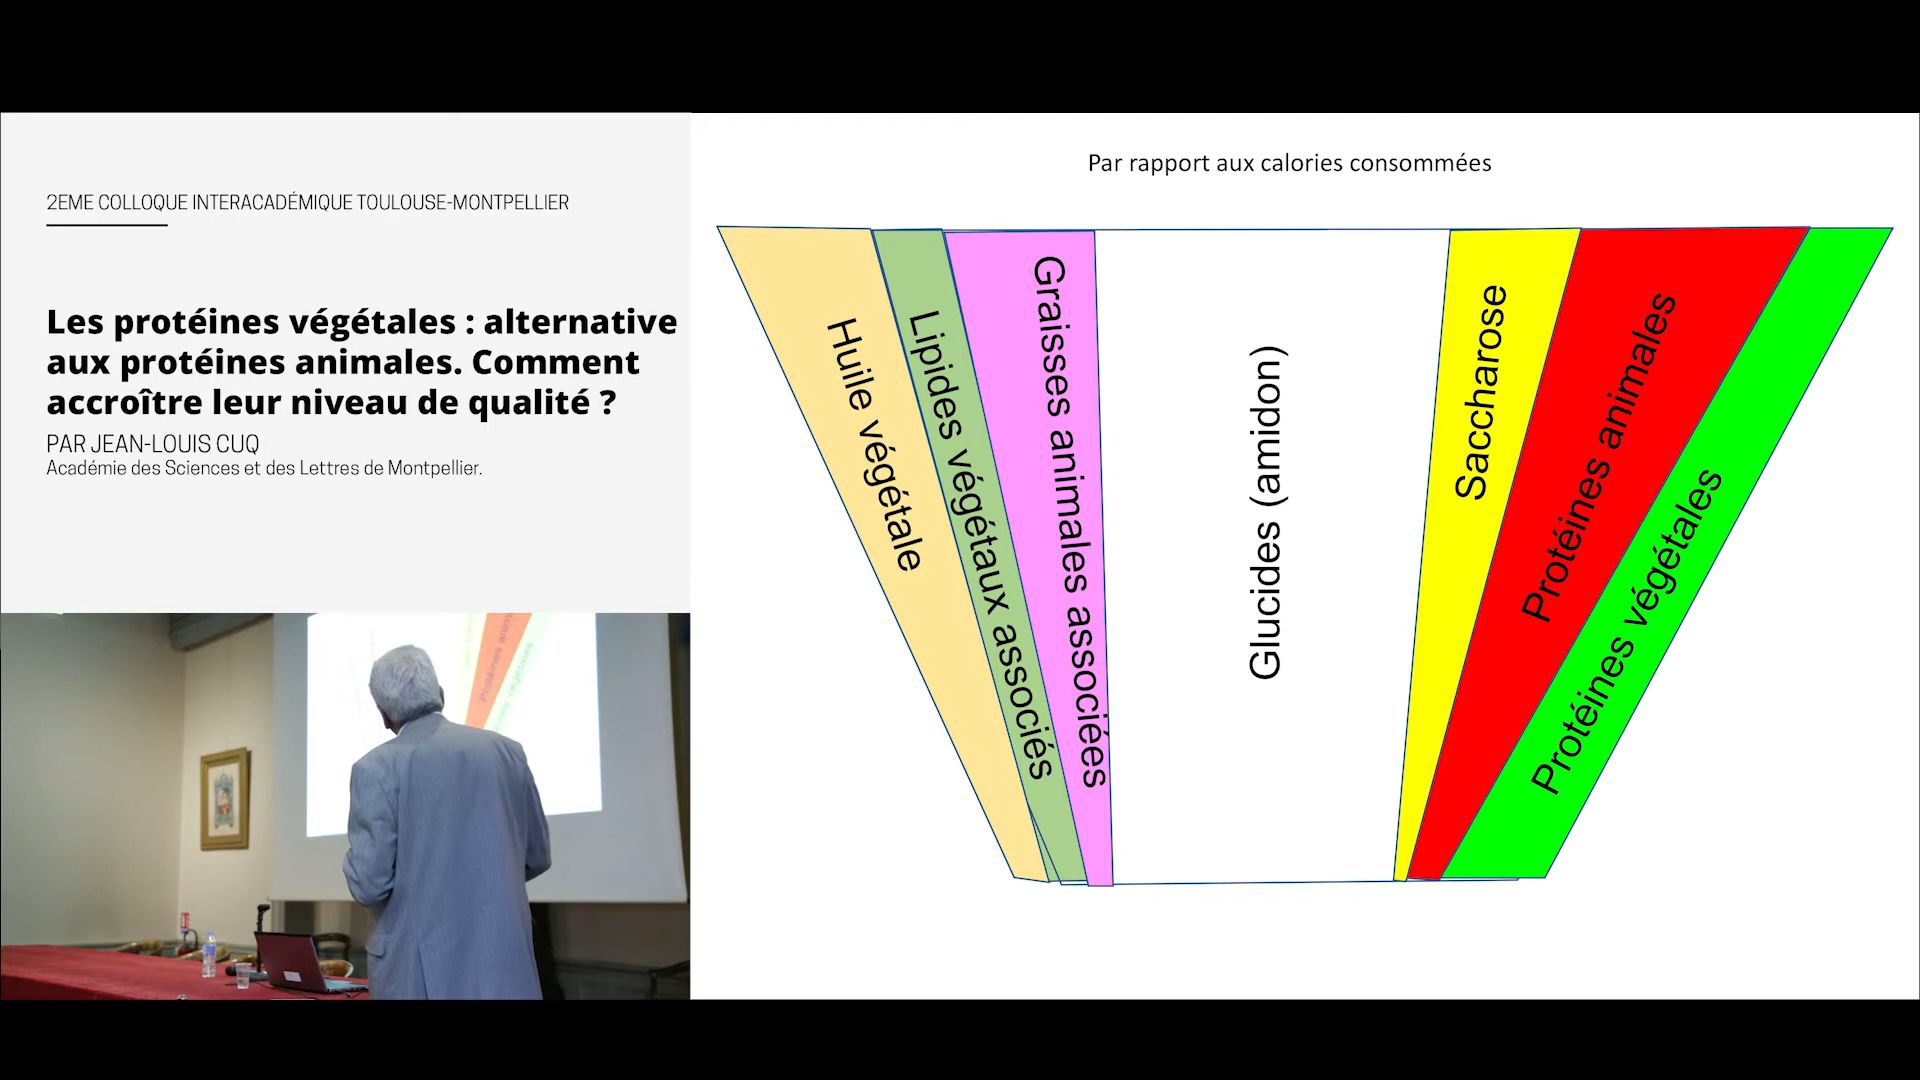 2EME COLLOQUE INTERACADÉMIQUE TOULOUSE-MONTPELLIER
Les protéines végétales : alternative
aux protéines animales. Comment
accroître leur niveau de qualité ?
PAR JEAN-LOUIS CUQ
Académie des Sciences et des Lettres de Montpellier.
Par rapport aux calories consommées
Huile végétale
Lipides végétaux associés
Graisses animales associées
Glucides (amidon)
Saccharose
Protéines animales
Protéines végétales